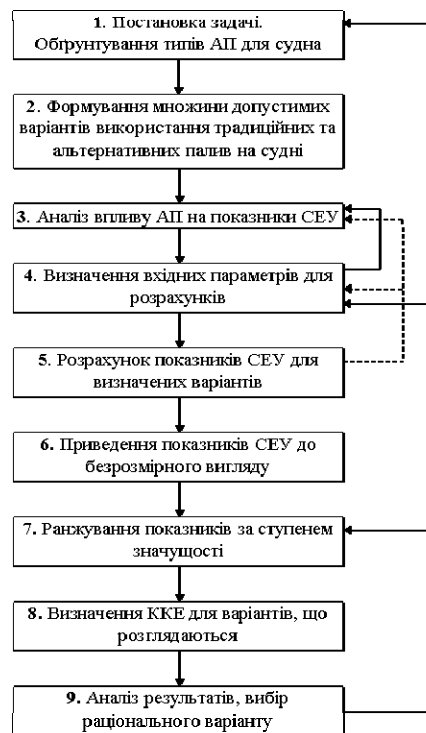 1. Постановка задачі.
Обґрунтування типів АП для судна
2. Формування множини допустимих
варіантів використання традиційних та
альтернативних палив на судні
3. Аналіз впливу АП на показники СЕУ
4. Визначення вхідних параметрів для
розрахунків
5. Розрахунок показників СЕУ для
визначених варіантів
6. Приведення показників СЕУ до
безрозмірного вигляду
7. Ранжування показників за ступенем
значущості
8. Визначення ККЕ для варіантів, що
розглядаються
9. Аналіз результатів, вибір
раціонального варіанту